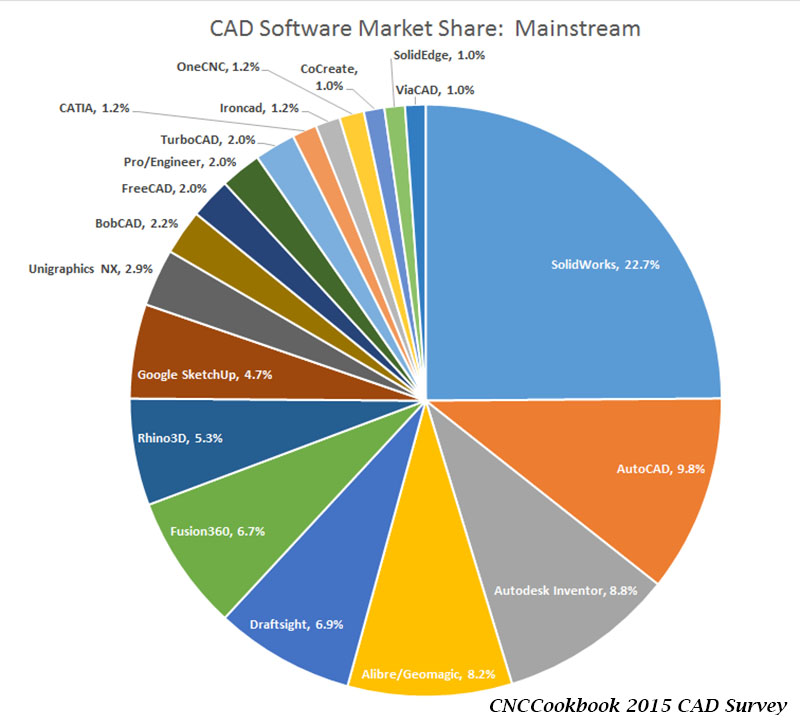 CAD Software Market Share: Mainstream
SolidEdge, 1.0%
OneCNC, 1.2%
CoCreate,
1.0%
ViaCAD, 1.0%
CATIA, 1.2%
Ironcad, 1.2%
TurboCAD, 2.0%
Pro/Engineer, 2.0%
FreeCAD, 2.0%
BobCAD, 2.2%
Unigraphics NX, 2.9%
SolidWorks, 22.7%
Google SketchUp, 4.7%
Rhino3D, 5.3%
AutoCAD, 9.8%
Fusion360, 6.7%
Autodesk Inventor, 8.8%
Draftsight, 6.9%
Alibre/Geomagic, 8.2%
CNCCookbook 2015 CAD Survey